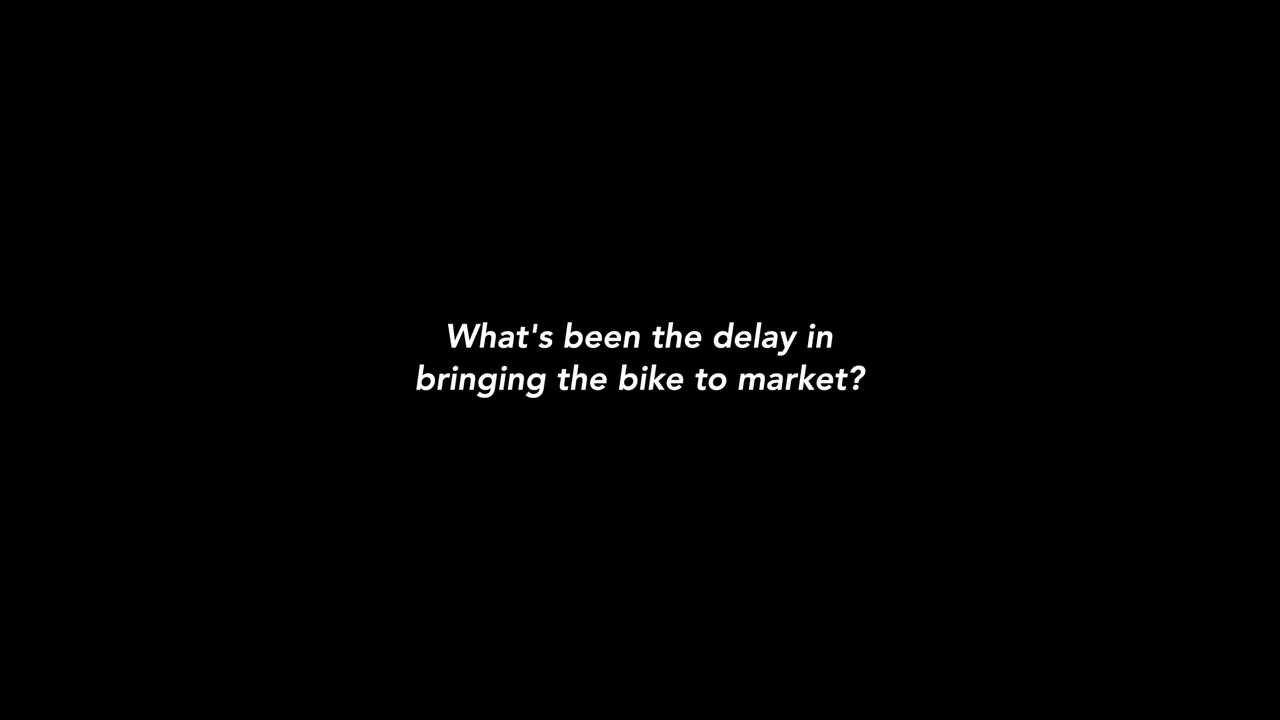 What's been the delay in
bringing the bike to market?